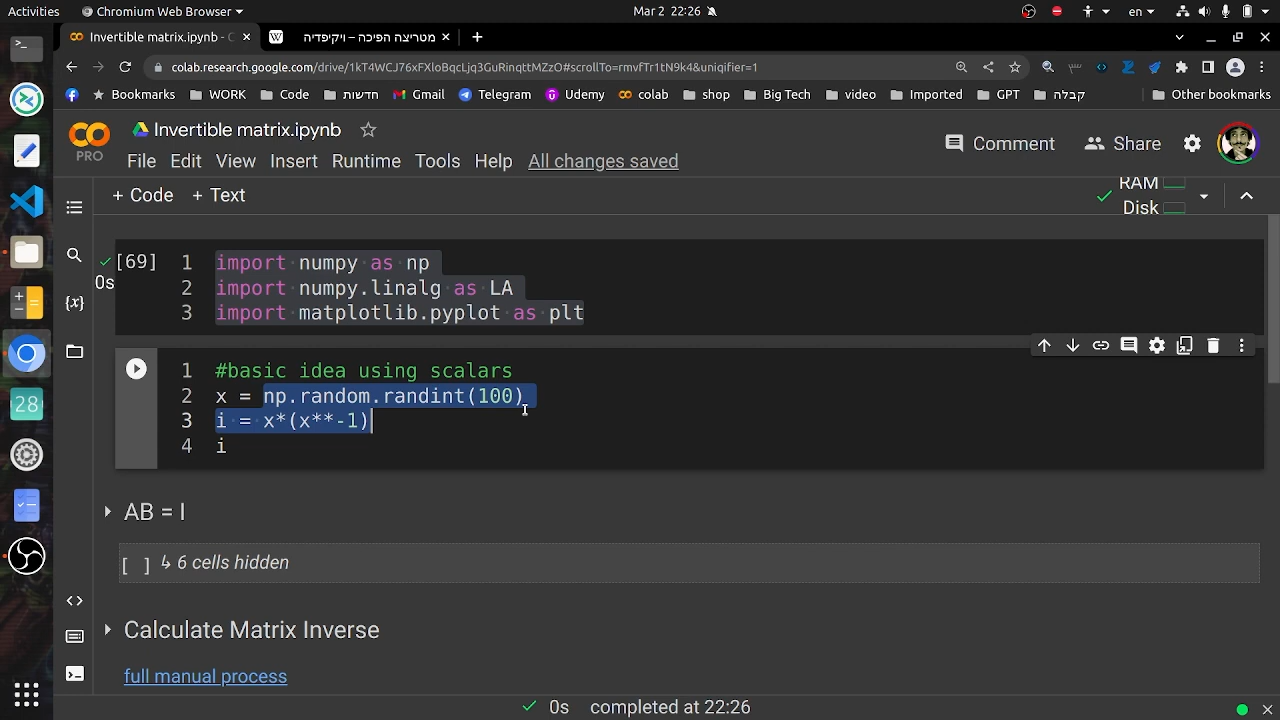 Activities
Chromium Web Browser
Mar 2 22:26
en
Invertible matrix.ipynb - C
מטריצה הפיכה – ויקיפדיה
colab.research.google.com/drive/1kT4WCJ76xFXIoBqcLjq3GuRinqttMZzO#scrollTo=rmvfTr1tN9k4&uniqifier=1
Bookmarks WORK Code חדשות Gmail Telegram Udemy colab shop Big Tech video Imported GPT קבלה Other bookmarks
Invertible matrix.ipynb
PRO
Comment Share
File Edit View Insert Runtime Tools Help All changes saved
+ Code + Text
RAM
Disk
[69]
0s
1 import numpy as np
2 import numpy.linalg as LA
3 import matplotlib.pyplot as plt
1 #basic idea using scalars
2 x = np.random.randint(100)
3 i = x*(x**-1)
4 i
AB = I
[ ] ↳ 6 cells hidden
Calculate Matrix Inverse
full manual process
0s completed at 22:26
28